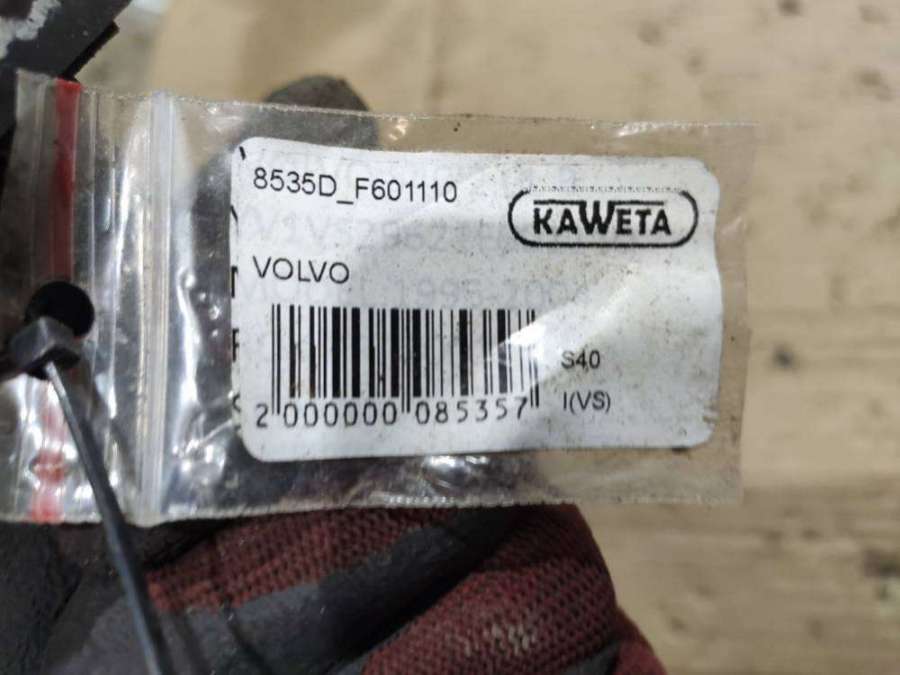 8535D_F601110
KAWETA
VOLVO
S40
I(VS)
2 000000 085357